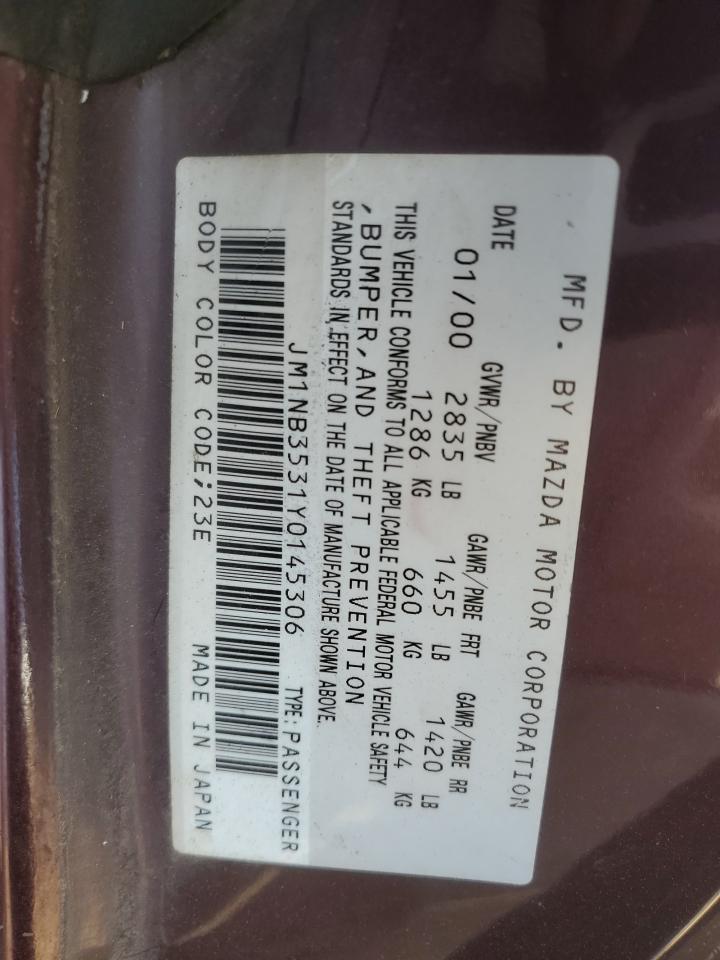 MFD. BY MAZDA MOTOR CORPORATION
DATE GVWR/PNBV GAWR/PNBE FRT GAWR/PNBE RR
01/00 2835 LB 1455 LB 1420 LB
1286 KG 660 KG 644 KG
THIS VEHICLE CONFORMS TO ALL APPLICABLE FEDERAL MOTOR VEHICLE SAFETY
,BUMPER,AND THEFT PREVENTION
STANDARDS IN EFFECT ON THE DATE OF MANUFACTURE SHOWN ABOVE.
JM1NB3531Y0145306 TYPE:PASSENGER
BODY COLOR CODE;23E MADE IN JAPAN